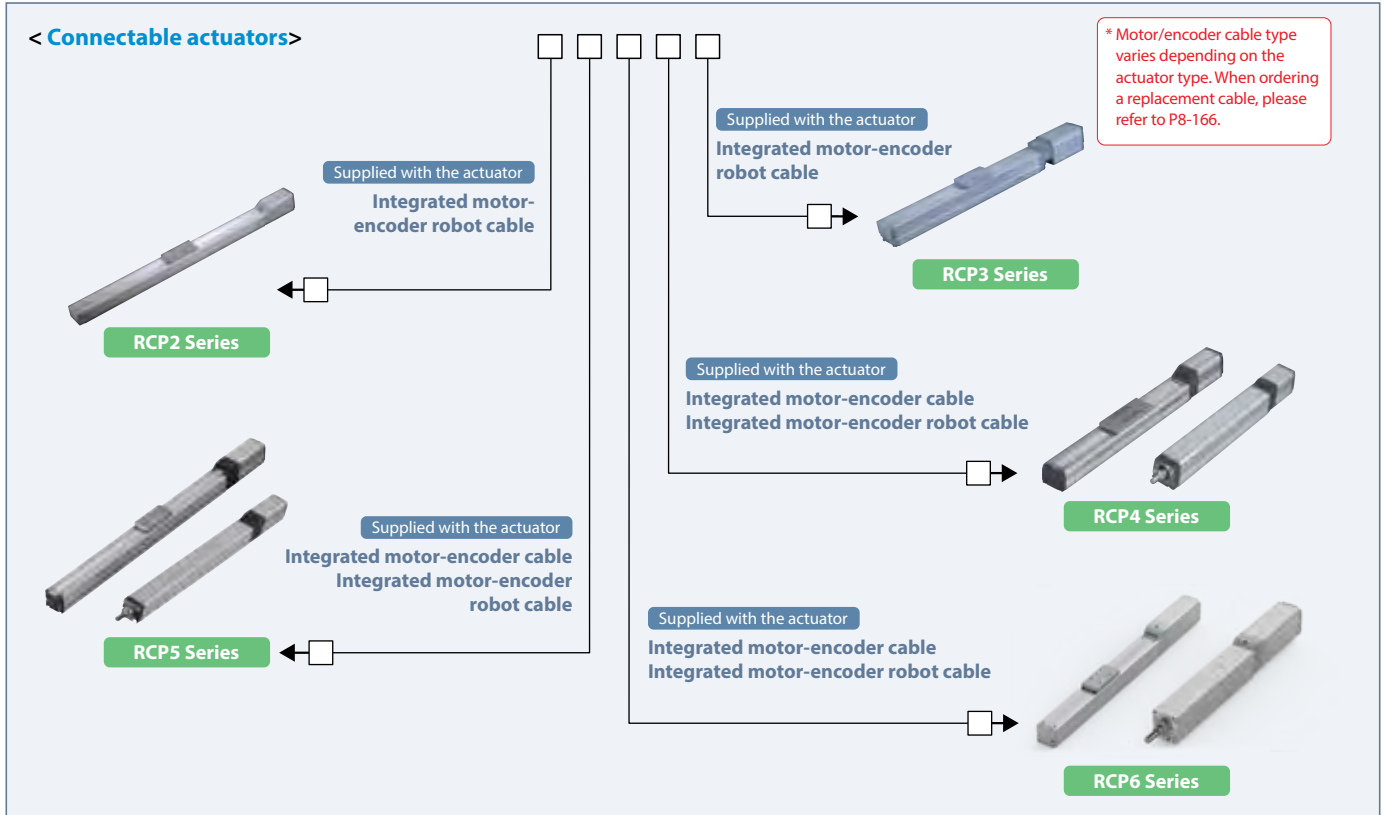 < Connectable actuators>
* Motor/encoder cable type
varies depending on the
actuator type. When ordering
a replacement cable, please
refer to P8-166.
Supplied with the actuator
Integrated motor-encoder
robot cable
RCP3 Series
Supplied with the actuator
Integrated motor-
encoder robot cable
RCP2 Series
Supplied with the actuator
Integrated motor-encoder cable
Integrated motor-encoder robot cable
RCP4 Series
Supplied with the actuator
Integrated motor-encoder cable
Integrated motor-encoder
robot cable
RCP5 Series
Supplied with the actuator
Integrated motor-encoder cable
Integrated motor-encoder robot cable
RCP6 Series